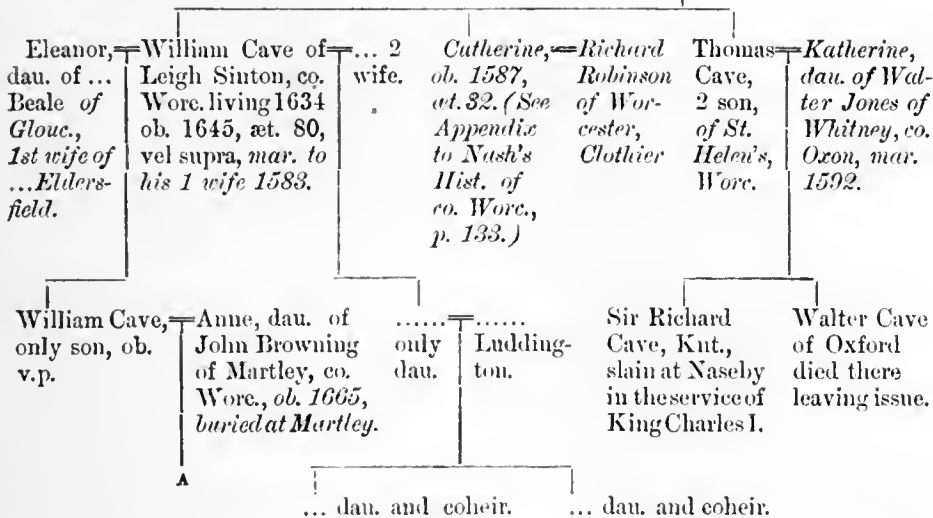 Eleanor,
dau. of ...
Beale of
Glouc.,
1st wife of
...Elders-
field.
William Cave of
Leigh Sinton, co.
Worc. living 1634
ob. 1645, æt. 80,
vel supra, mar. to
his 1 wife 1583.
... 2
wife.
Catherine,
ob. 1587,
æt. 32. (See
Appendix
to Nash's
Hist. of
co. Worc.,
p. 133.)
Richard
Robinson
of Wor-
cester,
Clothier
Thomas
Cave,
2 son,
of St.
Helen's,
Worc.
Katherine,
dau. of Wal-
ter Jones of
Whitney, co.
Oxon, mar.
1592.
William Cave,
only son, ob.
v.p.
Anne, dau. of
John Browning
of Martley, co.
Worc., ob. 1665,
buried at Martley.
......
only
dau.
......
Ludding-
ton.
Sir Richard
Cave, Knt.,
slain at Naseby
in the service of
King Charles I.
Walter Cave
of Oxford
died there
leaving issue.
A
... dau. and coheir.
... dau. and coheir.